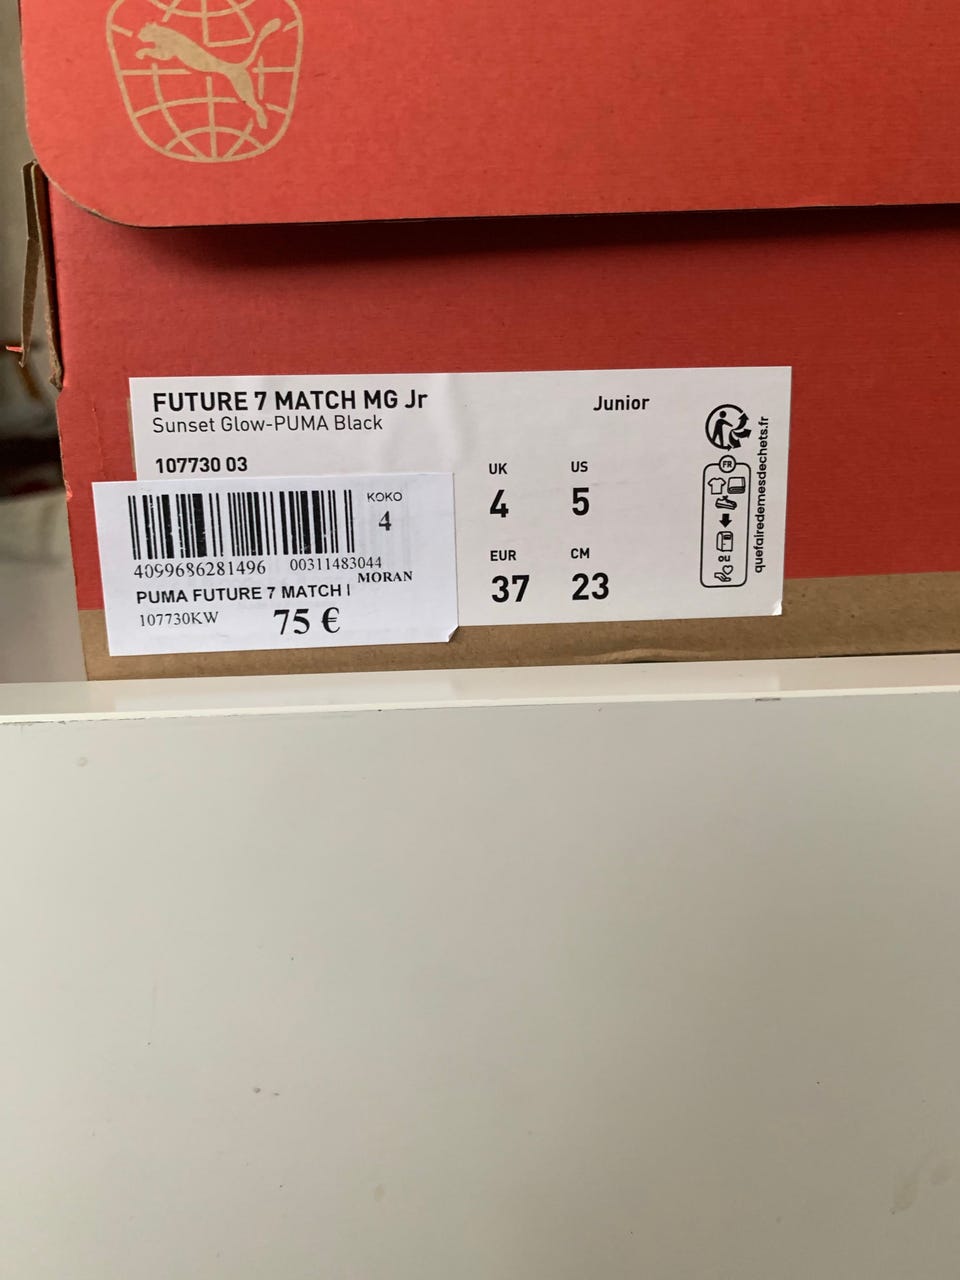 FUTURE 7 MATCH MG Jr
Sunset Glow-PUMA Black
Junior
107730 03
UK
4
US
5
EUR
37
CM
23
FR
OU
quefairedemesdechets.fr
KOKO
4
4099686281496 00311483044
MORAN
PUMA FUTURE 7 MATCH I
107730KW 75 €